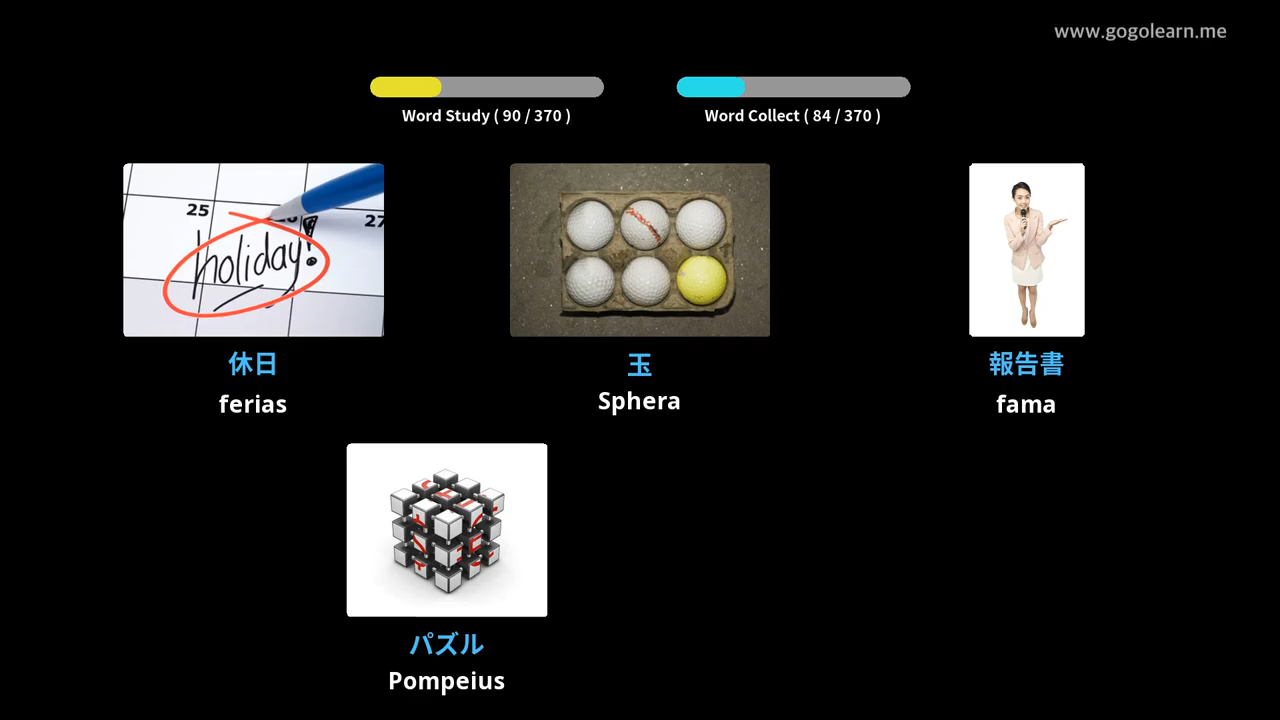 www.gogolearn.me
Word Study ( 90 / 370 )
Word Collect ( 84 / 370 )
25
27
holiday!
休日
ferias
玉
Sphera
報告書
fama
パズル
Pompeius